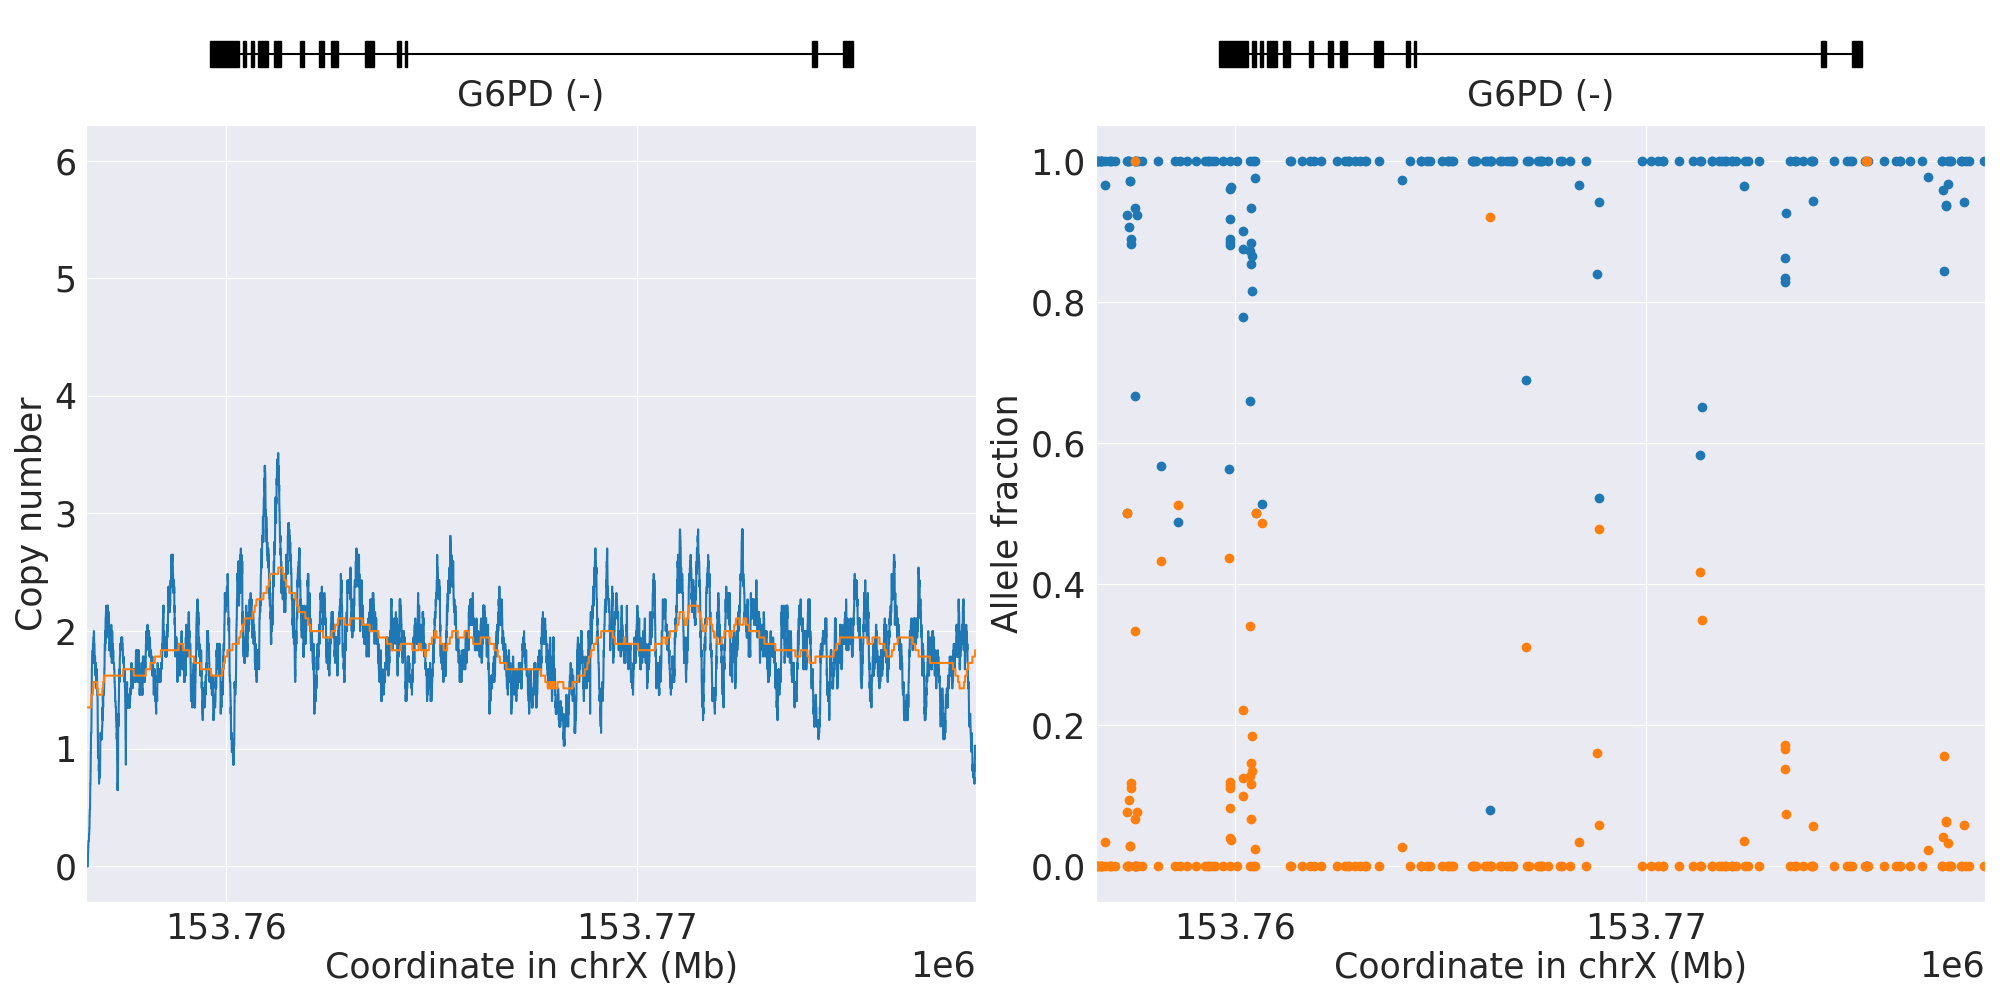 G6PD (-)
6
5
4
3
2
1
0
Copy number
153.76
153.77
Coordinate in chrX (Mb)
1e6
G6PD (-)
1.0
0.8
0.6
0.4
0.2
0.0
Allele fraction
153.76
153.77
Coordinate in chrX (Mb)
1e6